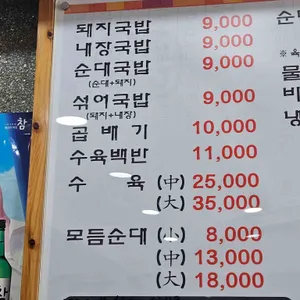 돼지국밥 9,000
내장국밥 9,000
순대국밥 9,000
(순대+돼지)
섞어국밥 9,000
(돼지+내장)
곱배기 10,000
수육백반 11,000
수육 (中) 25,000
(大) 35,000
모듬순대 (小) 8,000
(中) 13,000
(大) 18,000
참